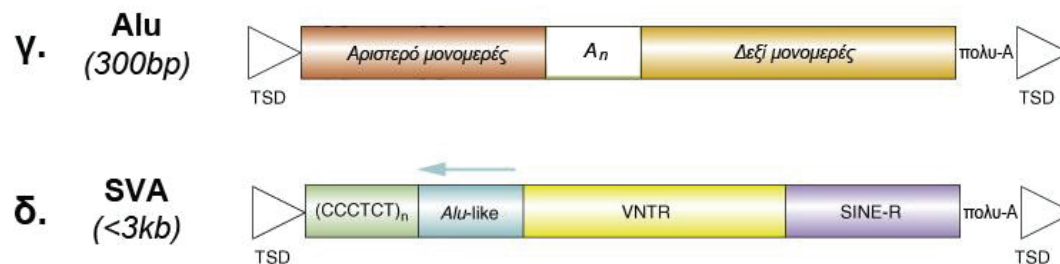 γ. Alu
(300bp)
Αριστερό μονομερές
An
Δεξί μονομερές
πολυ-Α
TSD
TSD
δ. SVA
(<3kb)
(CCCTCT)n
Alu-like
VNTR
SINE-R
πολυ-Α
TSD
TSD